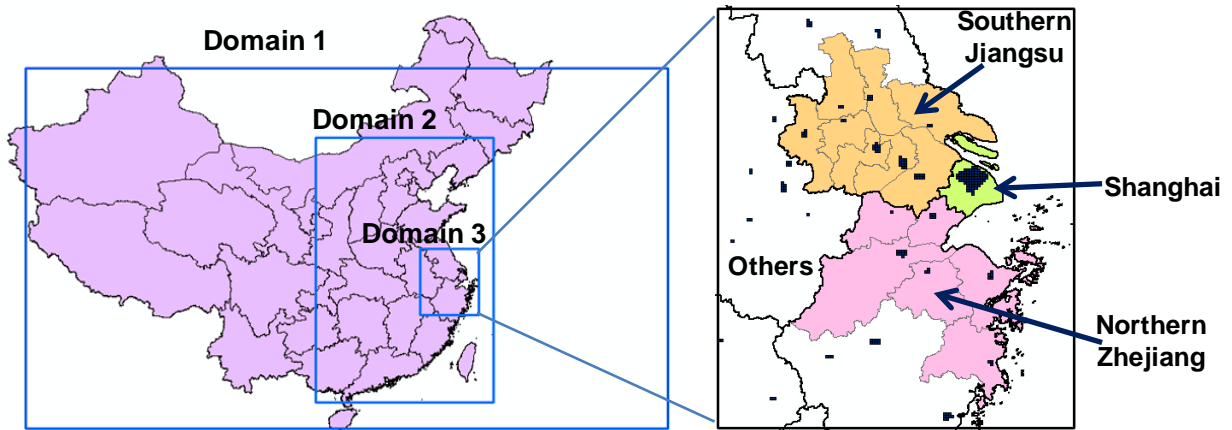 Domain 1
Domain 2
Domain 3
Southern
Jiangsu
Shanghai
Others
Northern
Zhejiang